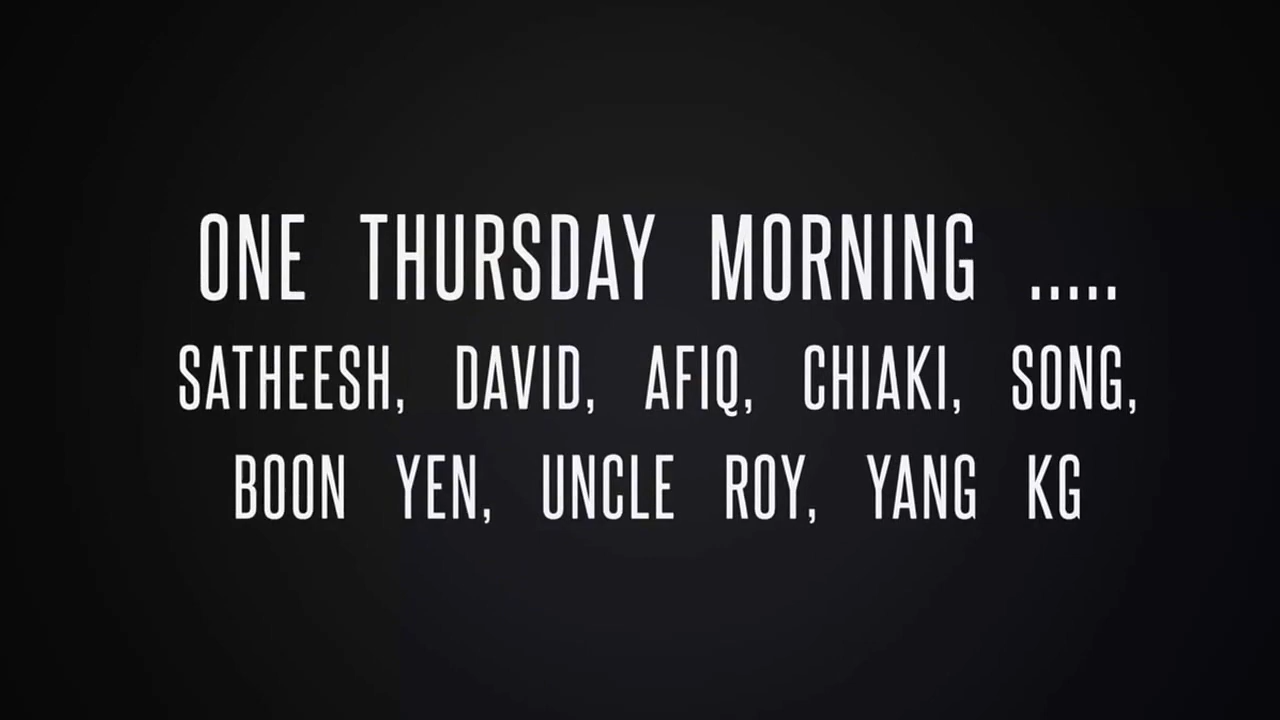 ONE THURSDAY MORNING .....
SATHEESH, DAVID, AFIQ, CHIAKI, SONG,
BOON YEN, UNCLE ROY, YANG KG